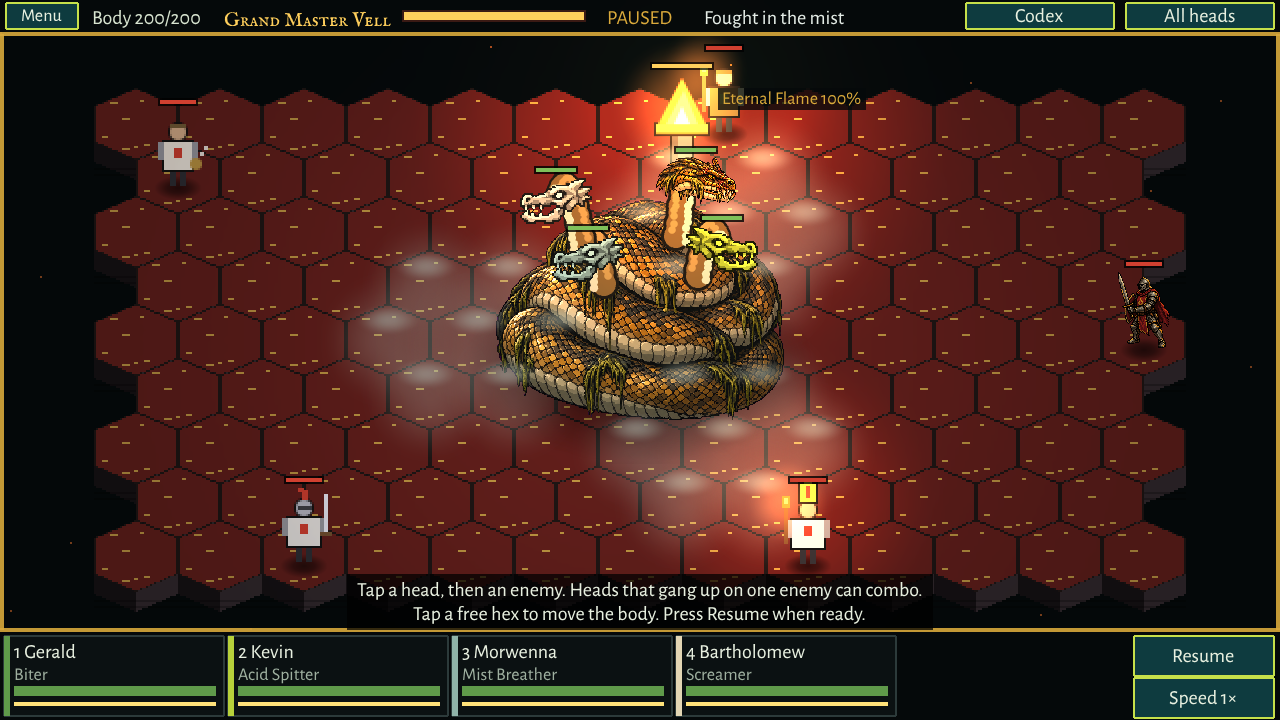 Menu
Body 200/200
Grand Master Vell
PAUSED
Fought in the mist
Codex
All heads
Eternal Flame 100%
Tap a head, then an enemy. Heads that gang up on one enemy can combo.
Tap a free hex to move the body. Press Resume when ready.
1 Gerald
Biter
2 Kevin
Acid Spitter
3 Morwenna
Mist Breather
4 Bartholomew
Screamer
Resume
Speed 1×